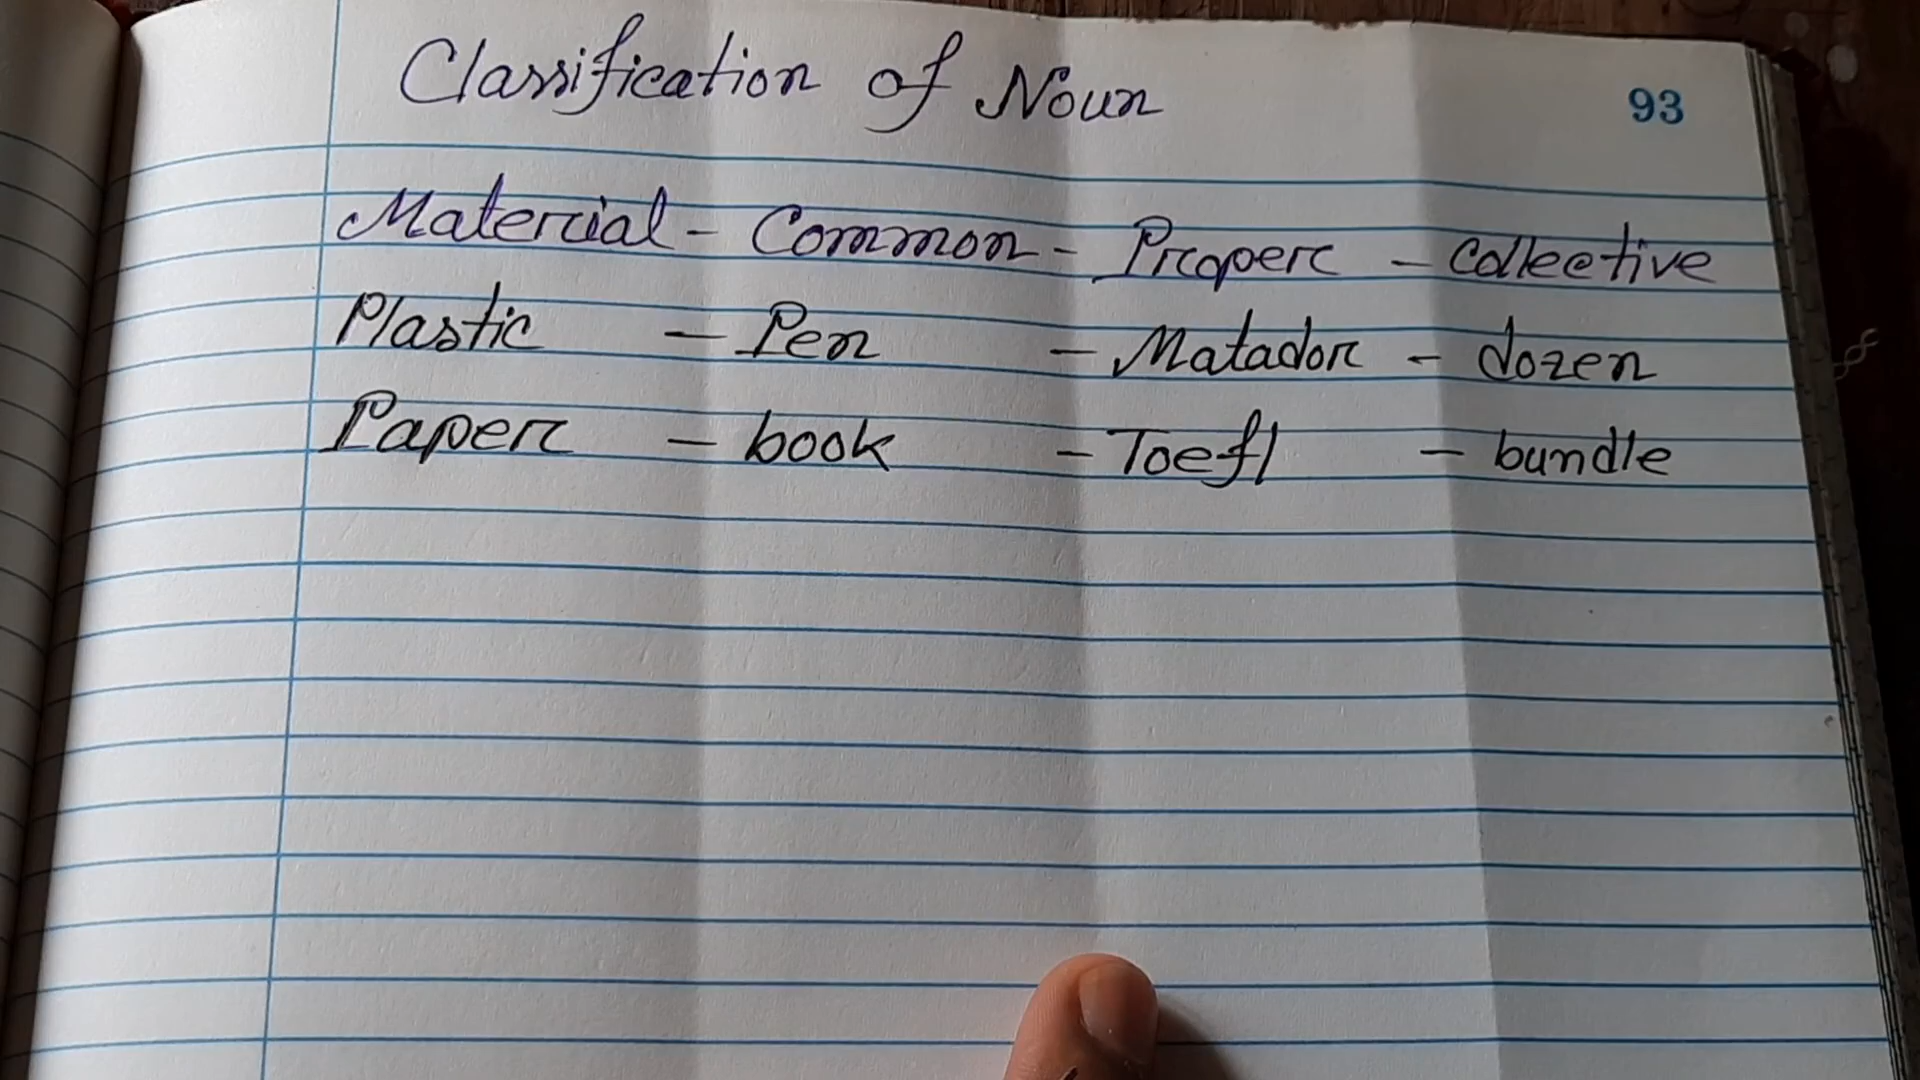 Classification of Noun
93
Material - Common - Proper - Collective
Plastic - Pen - Matador - dozen
Paper - book - Toefl - bundle